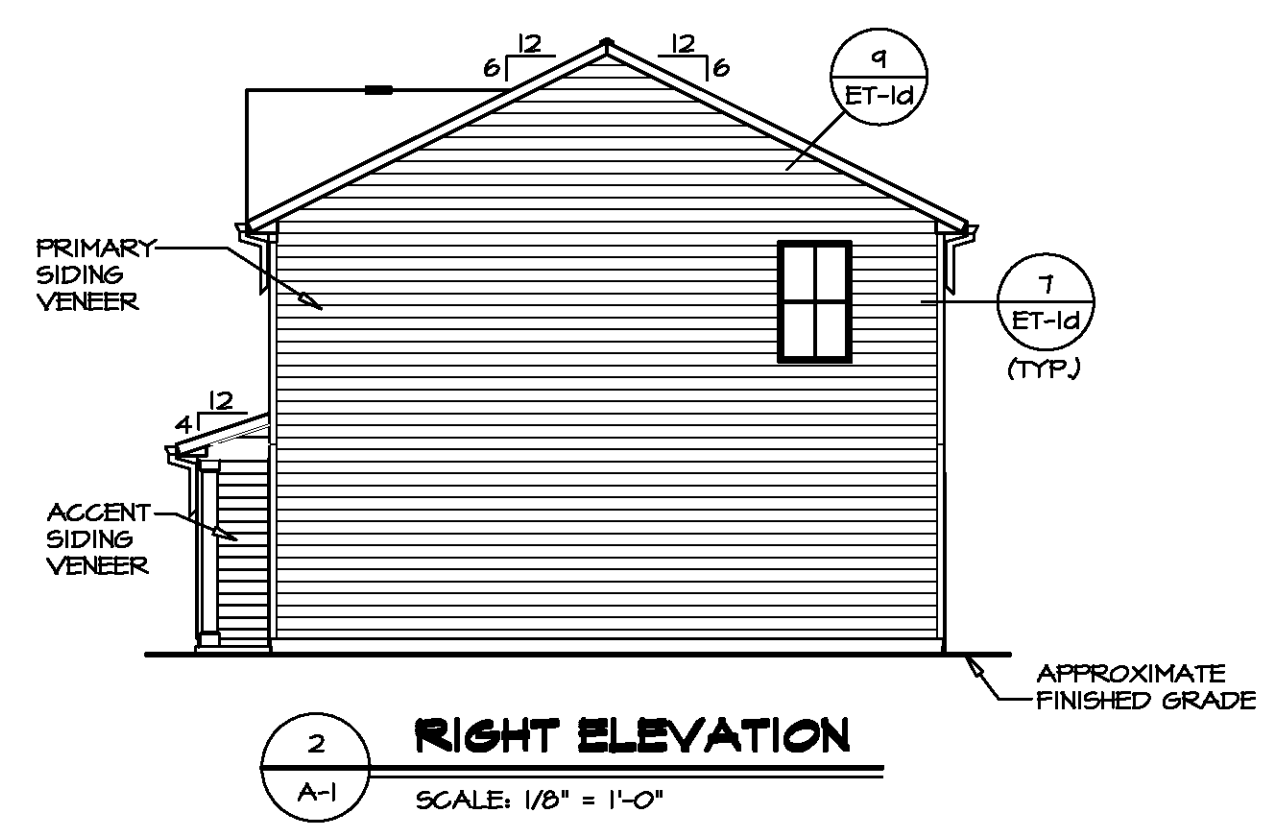 12
6
12
6
9
ET-1d
PRIMARY
SIDING
VENEER
7
ET-1d
(TYP.)
12
4
ACCENT
SIDING
VENEER
APPROXIMATE
FINISHED GRADE
2
A-1
RIGHT ELEVATION
SCALE: 1/8" = 1'-0"